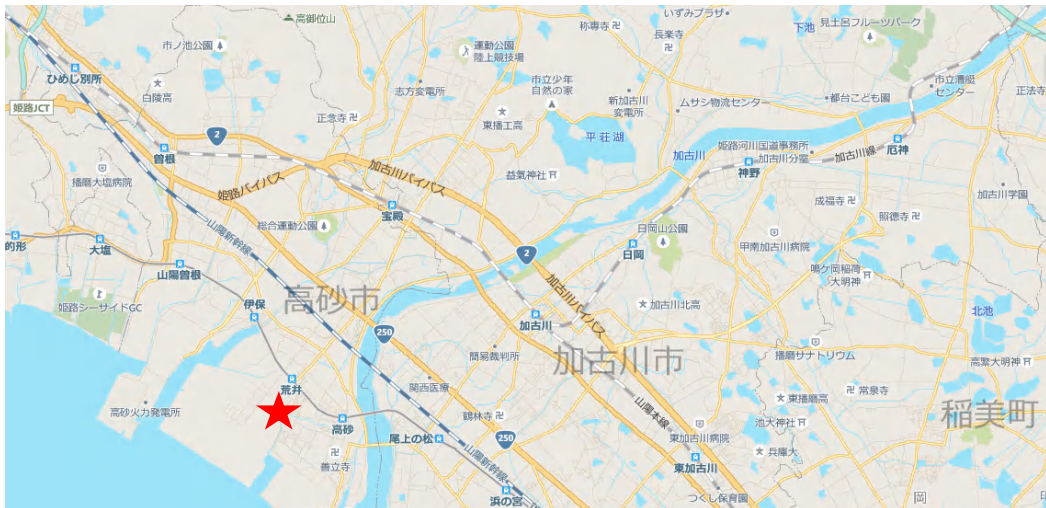 高御位山
いずみプラザ
称専寺
見土呂フルーツパーク
下池
市ノ池公園
運動公園
陸上競技場
長楽寺
ひめじ別所
志方変電所
市立少年
自然の家
新加古川
変電所
市立漕艇
センター
正法寺
白陵高
都台こども園
ムサシ物流センター
姫路JCT
正念寺
東播工高
2
平荘湖
姫路河川国道事務所
加古川分室
曽根
加古川バイパス
加古川
加古川線
厄神
神野
播磨大塩病院
姫路バイパス
益氣神社
加古川学園
宝殿
成福寺
照徳寺
山陽新幹線
総合運動公園
日岡山公園
的形
大塩
2
日岡
甲南加古川病院
山陽曽根
鳴ケ岡稲荷
大明神
加古川バイパス
姫路シーサイドGC
伊保
高砂市
加古川北高
北池
加古川
250
簡易裁判所
加古川市
播磨サナトリウム
高繁大明神
荒井
関西医療
常泉寺
高砂火力発電所
山陽本線
東播磨高
稲美町
高砂
鶴林寺
池大神社
尾上の松
250
東加古川病院
善立寺
山陽新幹線
兵庫大
東加古川
浜の宮
つくし保育園
岡